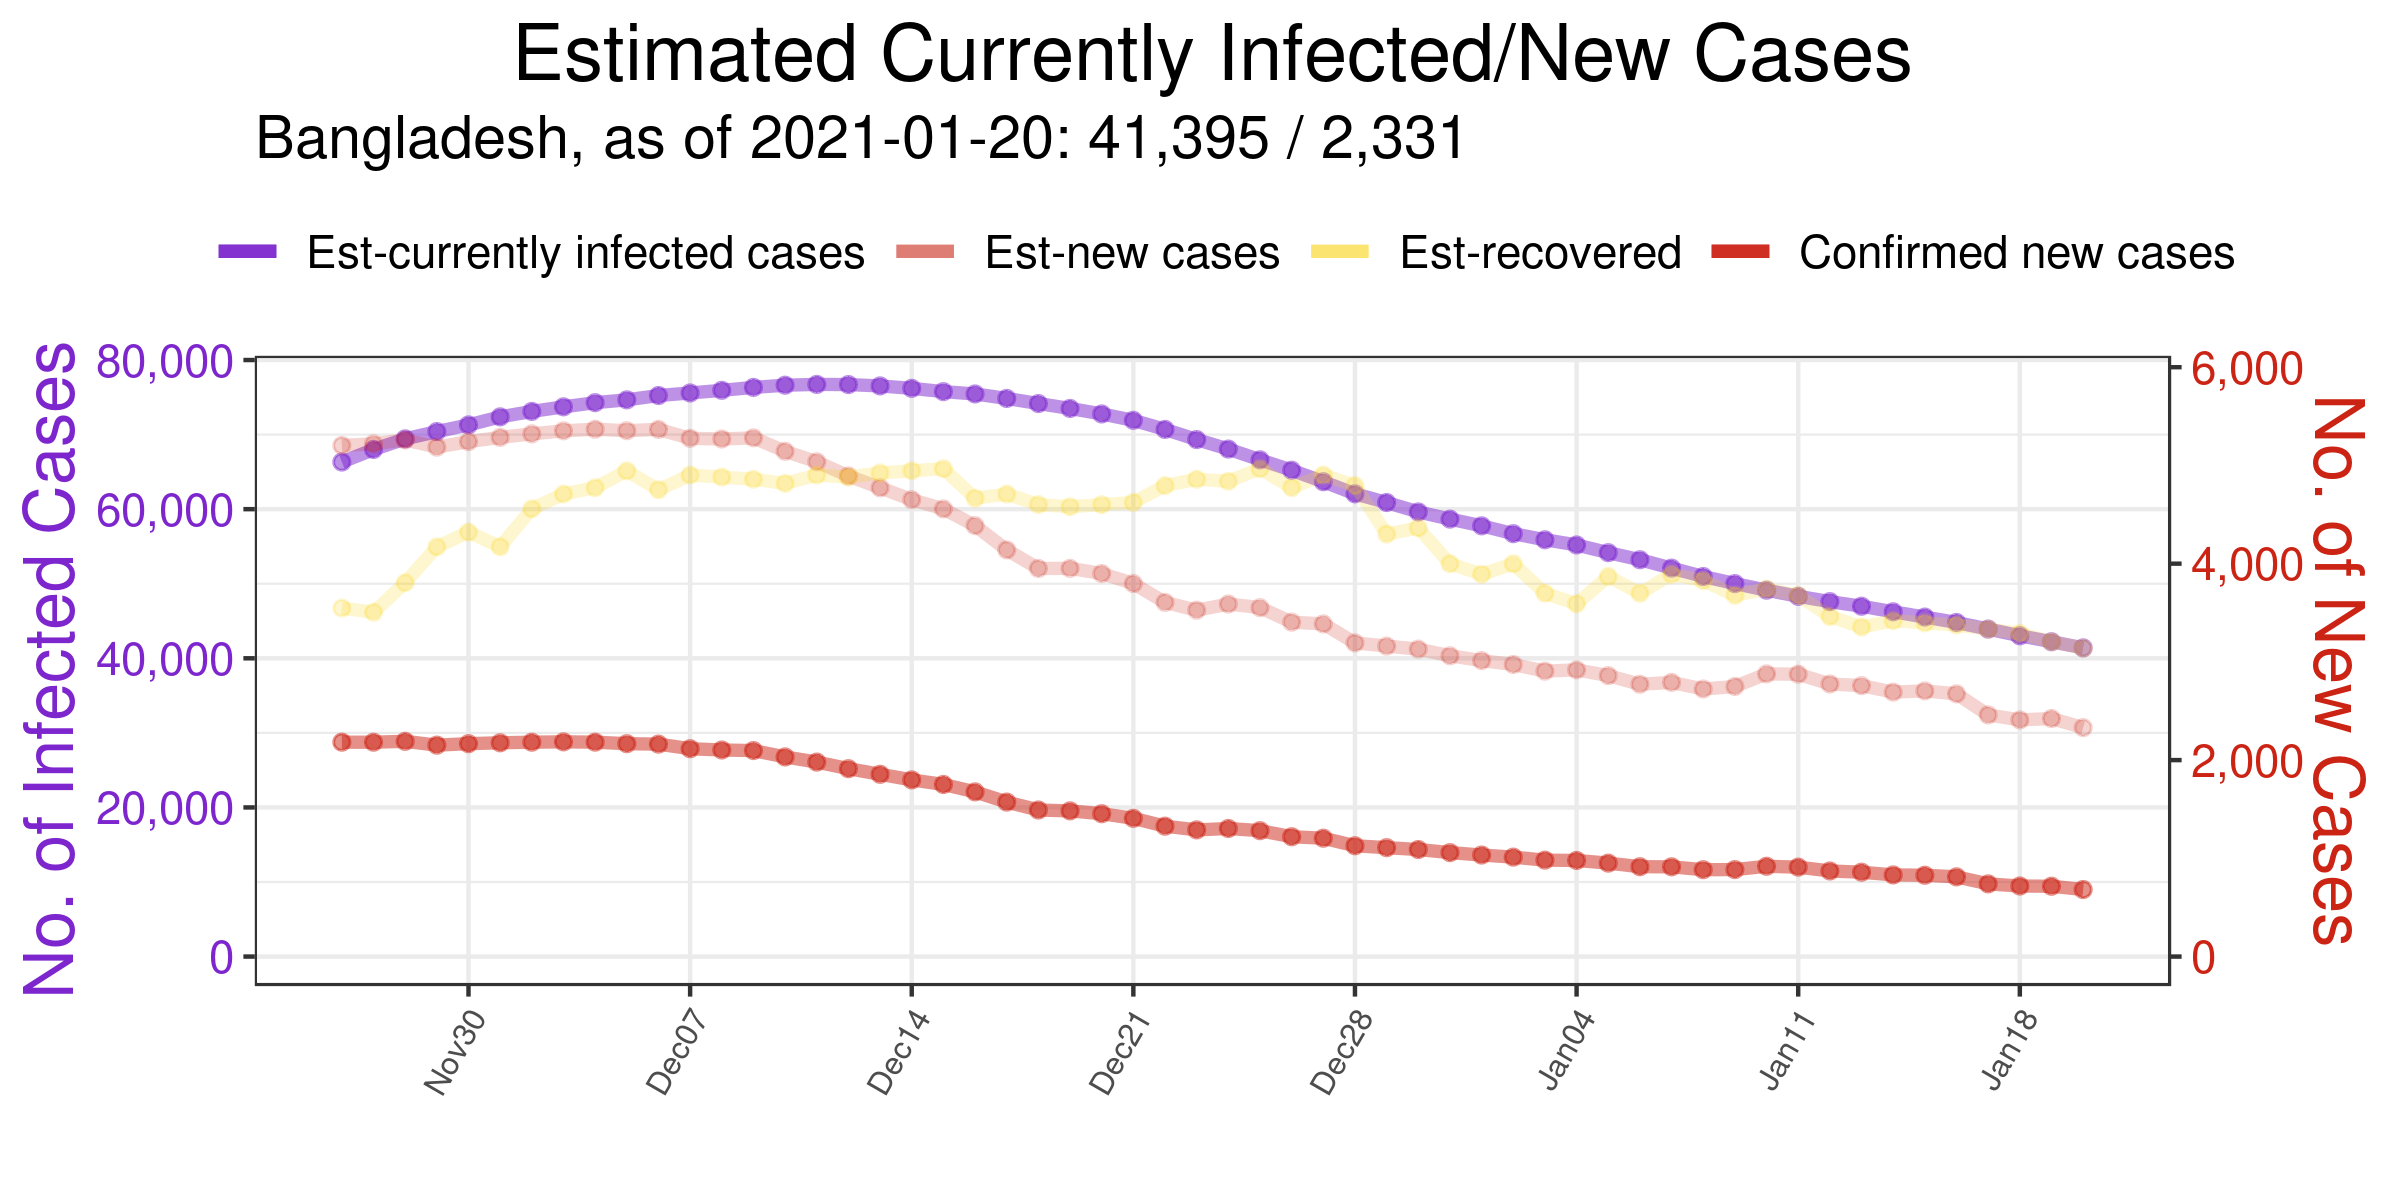 Estimated Currently Infected/New Cases
Bangladesh, as of 2021-01-20: 41,395 / 2,331
Est-currently infected cases
Est-new cases
Est-recovered
Confirmed new cases
No. of Infected Cases
80,000
60,000
40,000
20,000
0
6,000
4,000
2,000
0
No. of New Cases
Nov30
Dec07
Dec14
Dec21
Dec28
Jan04
Jan11
Jan18